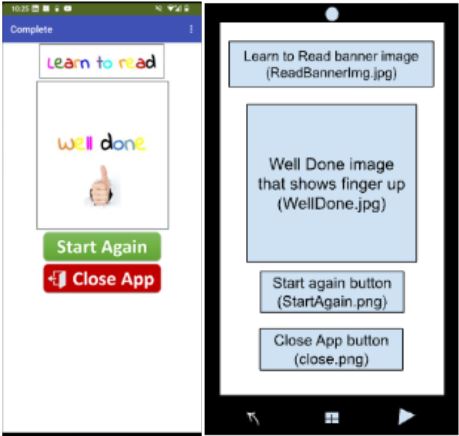 10:25
Complete
Learn to read
well done
Start Again
Close App
Learn to Read banner image
(ReadBannerImg.jpg)
Well Done image
that shows finger up
(WellDone.jpg)
Start again button
(StartAgain.png)
Close App button
(close.png)